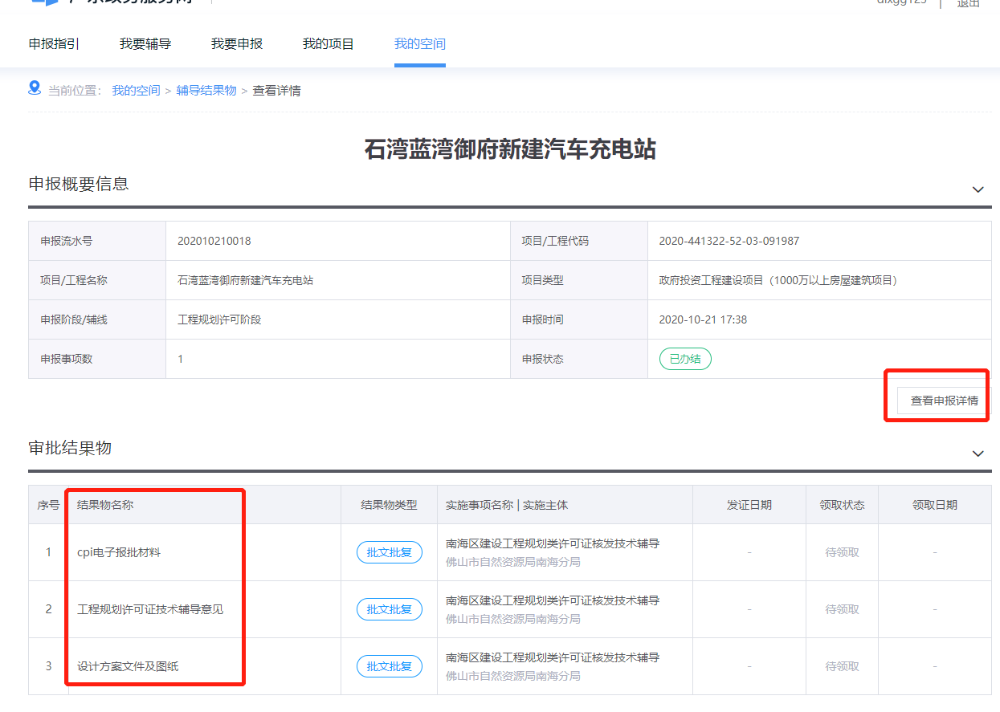 申报指引 我要辅导 我要申报 我的项目 我的空间
当前位置： 我的空间 > 辅导结果物 > 查看详情
石湾蓝湾御府新建汽车充电站
申报概要信息
申报流水号 202010210018 项目/工程代码 2020-441322-52-03-091987
项目/工程名称 石湾蓝湾御府新建汽车充电站 项目类型 政府投资工程建设项目（1000万以上房屋建筑项目）
申报阶段/辅线 工程规划许可阶段 申报时间 2020-10-21 17:38
申报事项数 1 申报状态 已办结
查看申报详情
审批结果物
序号 结果物名称 结果物类型 实施事项名称 | 实施主体 发证日期 领取状态 领取日期
1 cpi电子报批材料 批文批复 南海区建设工程规划类许可证核发技术辅导 - 待领取 -
佛山市自然资源局南海分局
2 工程规划许可证技术辅导意见 批文批复 南海区建设工程规划类许可证核发技术辅导 - 待领取 -
佛山市自然资源局南海分局
3 设计方案文件及图纸 批文批复 南海区建设工程规划类许可证核发技术辅导 - 待领取 -
佛山市自然资源局南海分局